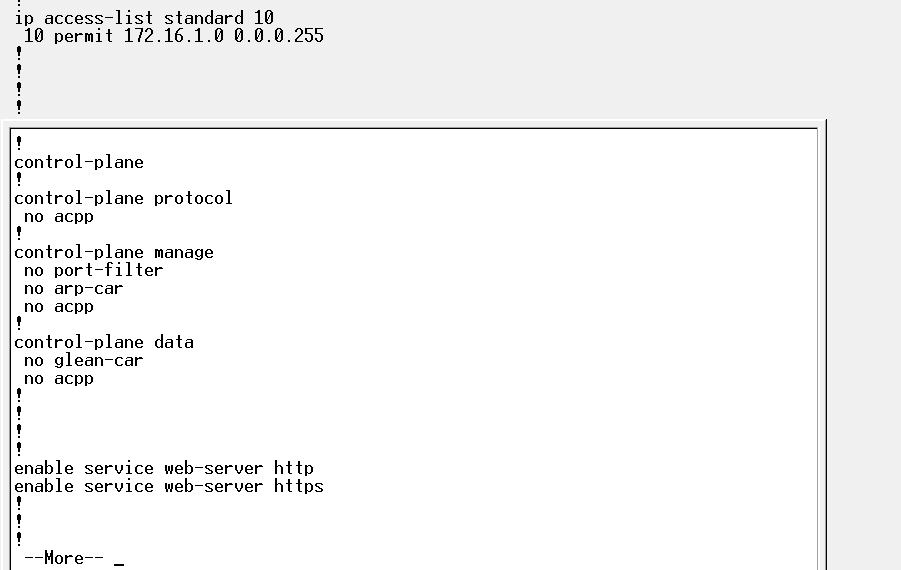 !
ip access-list standard 10
 10 permit 172.16.1.0 0.0.0.255
!
!
!
!
!
control-plane
!
control-plane protocol
 no acpp
!
control-plane manage
 no port-filter
 no arp-car
 no acpp
!
control-plane data
 no glean-car
 no acpp
!
!
!
!
enable service web-server http
enable service web-server https
!
!
!
 --More-- _